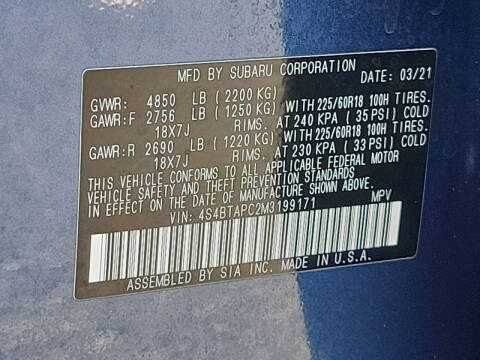 MFD BY SUBARU CORPORATION DATE: 03/21
GVWR: 4850 LB (2200 KG)
GAWR:F 2756 LB (1250 KG) WITH 225/60R18 100H TIRES.
18X7J RIMS. AT 240 KPA (35 PSI) COLD
GAWR:R 2690 LB (1220 KG) WITH 225/60R18 100H TIRES.
18X7J RIMS. AT 230 KPA (33 PSI) COLD
THIS VEHICLE CONFORMS TO ALL APPLICABLE FEDERAL MOTOR
VEHICLE SAFETY AND THEFT PREVENTION STANDARDS
IN EFFECT ON THE DATE OF MANUFACTURE SHOWN ABOVE.
VIN: 4S4BTAPC2M3199171 MPV
ASSEMBLED BY SIA INC. MADE IN U.S.A.